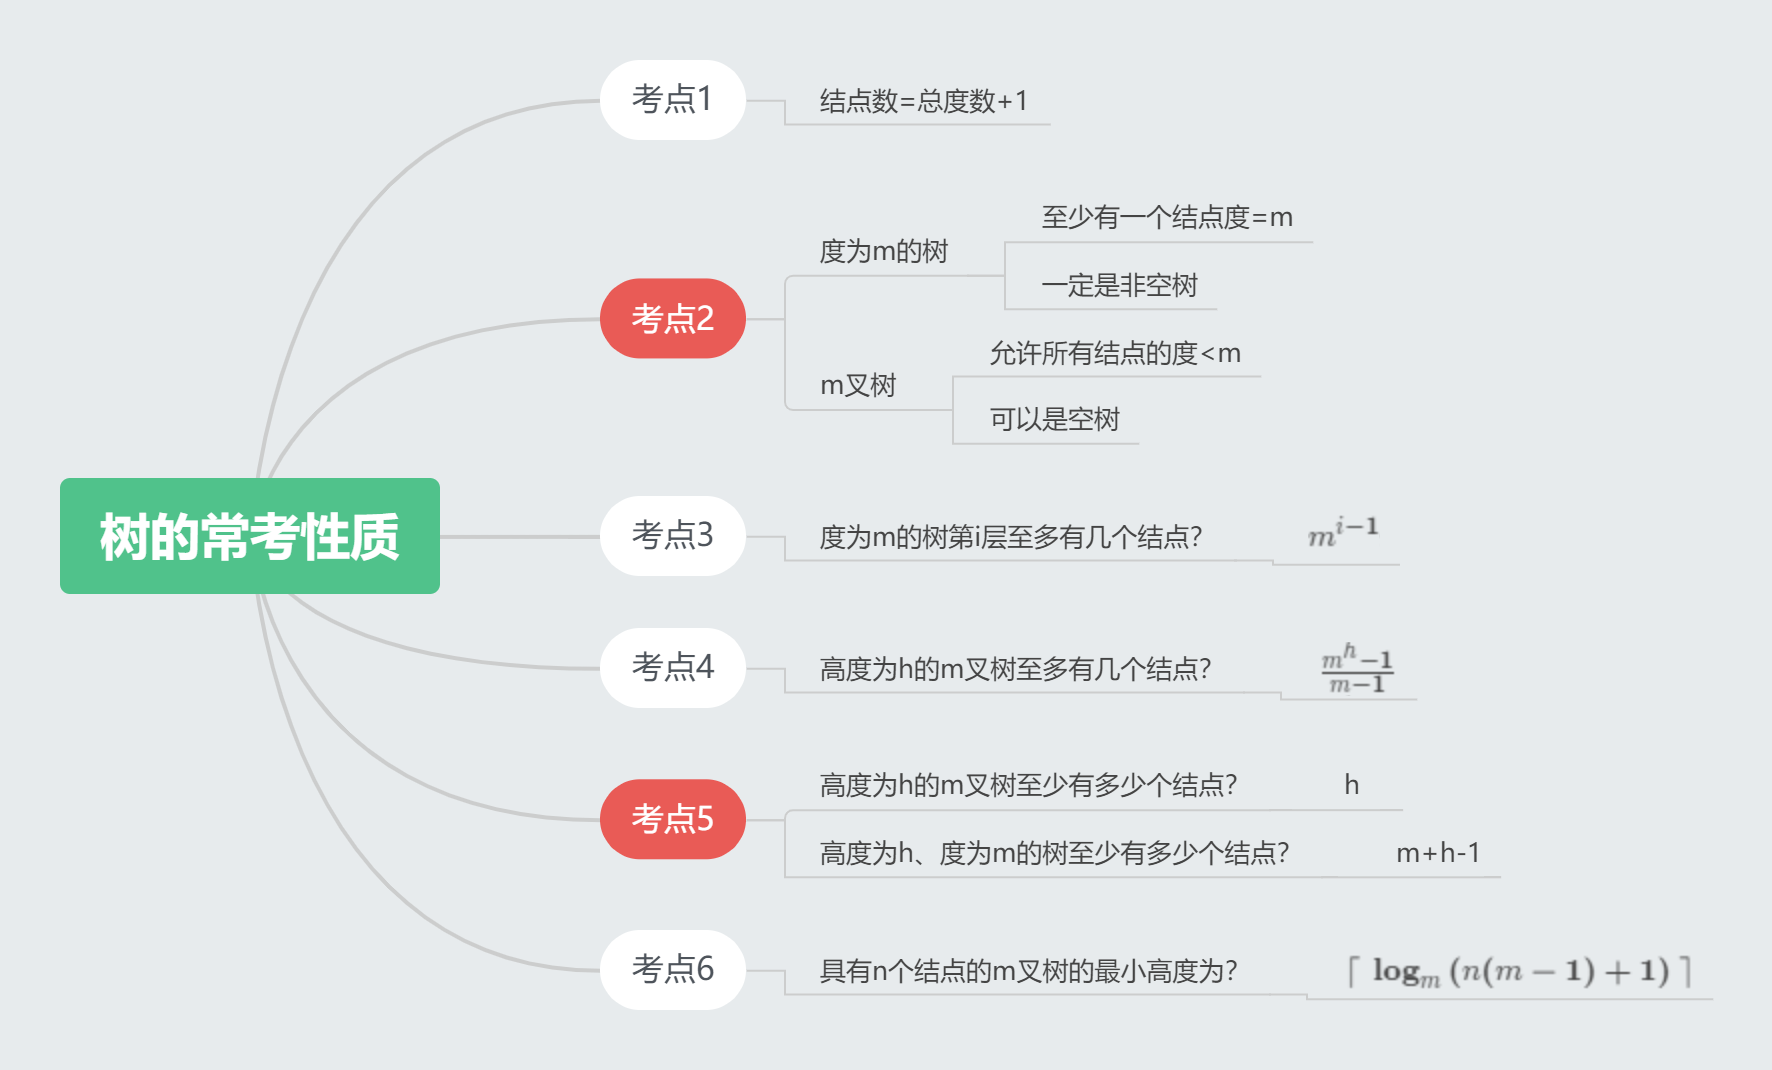 树的常考性质
考点1
结点数=总度数+1
考点2
度为m的树
至少有一个结点度=m
一定是非空树
m叉树
允许所有结点的度<m
可以是空树
考点3
度为m的树第i层至多有几个结点?
m^{i-1}
考点4
高度为h的m叉树至多有几个结点?
\frac{m^h-1}{m-1}
考点5
高度为h的m叉树至少有多少个结点?
h
高度为h、度为m的树至少有多少个结点?
m+h-1
考点6
具有n个结点的m叉树的最小高度为?
⌈ log_m (n(m − 1) + 1) ⌉